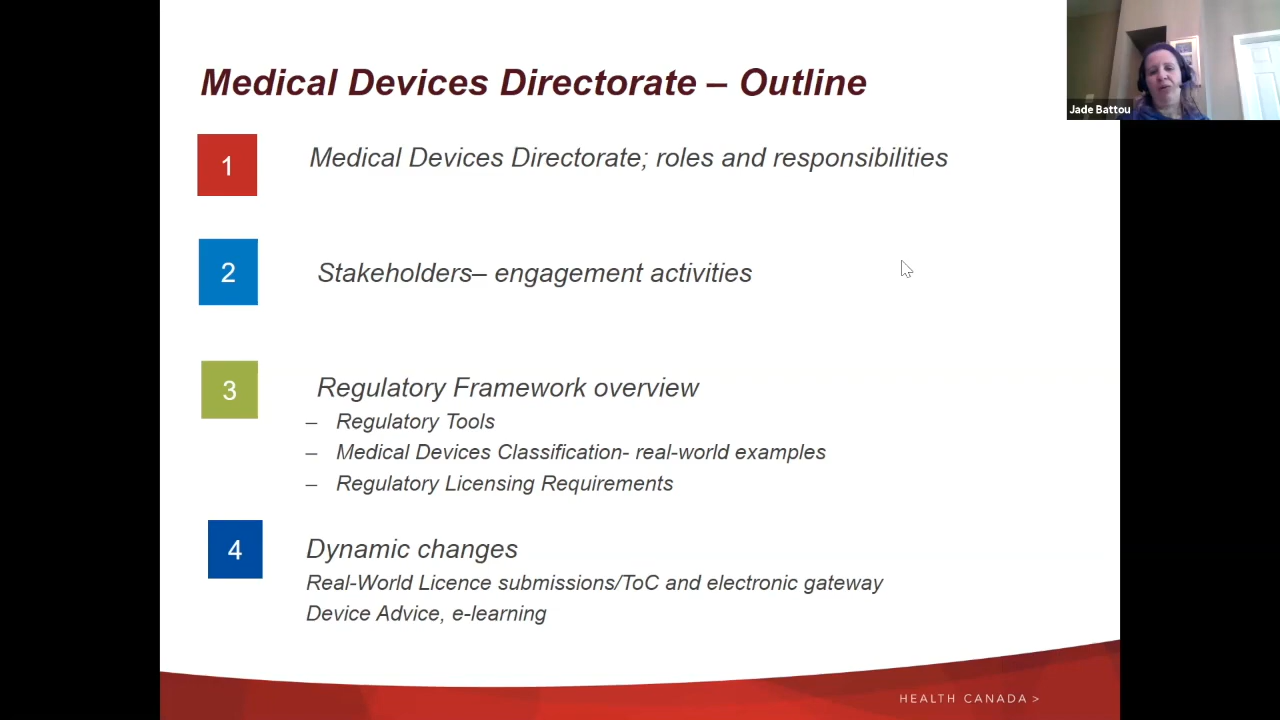 Medical Devices Directorate – Outline
Jade Battou
1
Medical Devices Directorate; roles and responsibilities
2
Stakeholders– engagement activities
3
Regulatory Framework overview
– Regulatory Tools
– Medical Devices Classification- real-world examples
– Regulatory Licensing Requirements
4
Dynamic changes
Real-World Licence submissions/ToC and electronic gateway
Device Advice, e-learning
HEALTH CANADA >